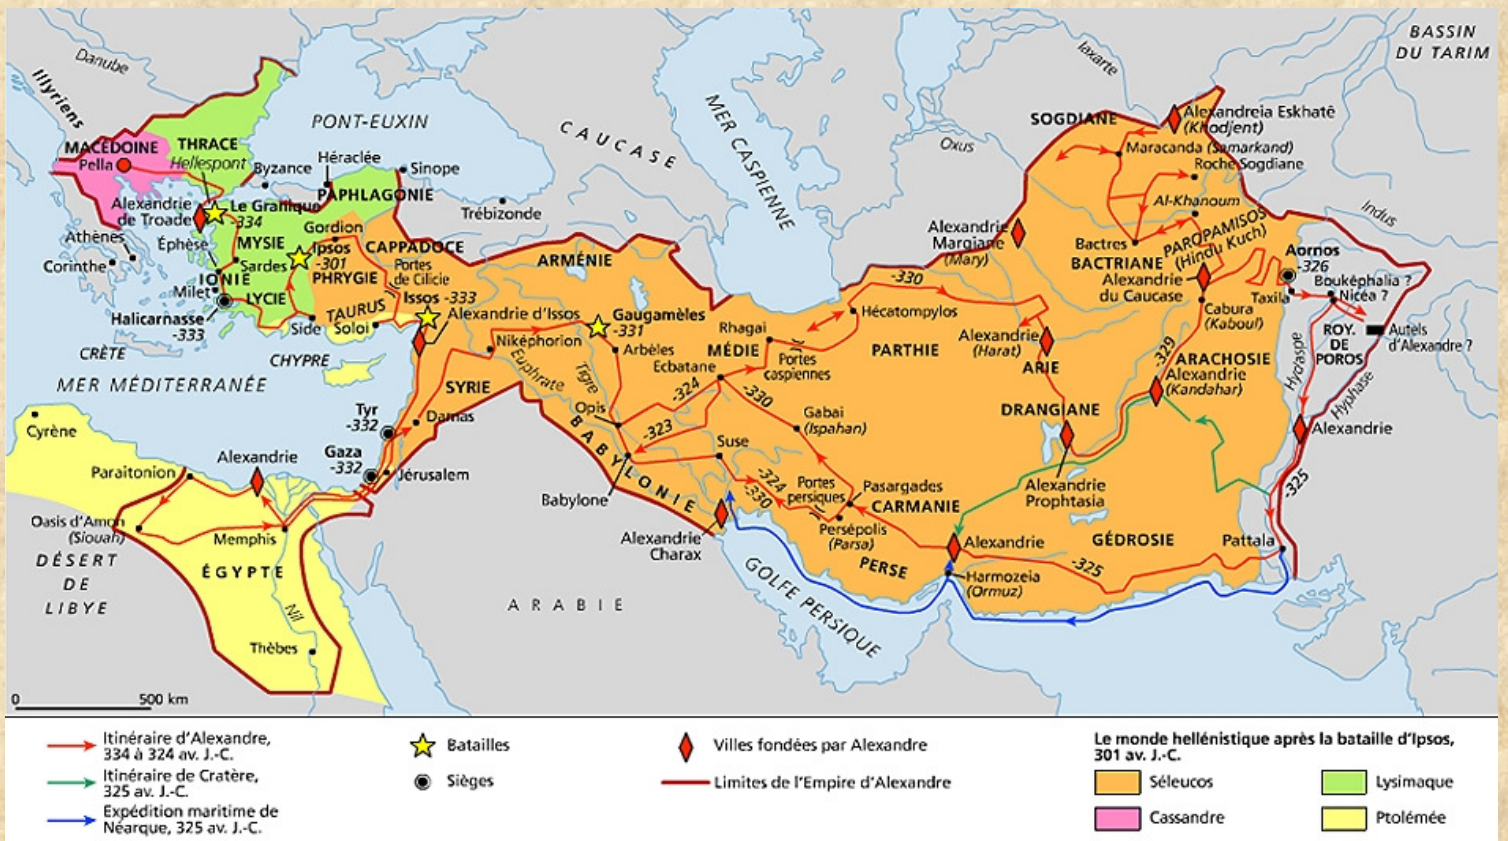 BASSIN
DU TARIM
Danube
Iaxarte
Illyriens
PONT-EUXIN
CAUCASE
MER CASPIENNE
Oxus
SOGDIANE
Alexandreia Eskhatê
(Khodjent)
Maracanda (Samarkand)
Roche Sogdiane
MACÉDOINE
Pella
THRACE
Hellespont
Byzance
Héraclée
Sinope
PAPHLAGONIE
Trébizonde
Alexandrie
de Troade
Le Granique
-334
Athènes
Corinthe
Éphèse
MYSIE
Sardes
IONIE
Milet
LYCIE
Halicarnasse
-333
Gordion
Ipsos
-301
PHRYGIE
CAPPADOCE
Portes
de Cilicie
TAURUS
Side
Soloi
Issos -333
Alexandrie d'Issos
ARMÉNIE
Gaugamèles
-331
Arbèles
Niképhorion
Euphrate
Tigre
CRÈTE
CHYPRE
MER MÉDITERRANÉE
SYRIE
Damas
Tyr
-332
Gaza
-332
Jérusalem
Cyrène
Paraïtonion
Alexandrie
Oasis d'Amon
(Siouah)
Memphis
DÉSERT
DE
LIBYE
ÉGYPTE
Nil
Thèbes
ARABIE
Opis
BABYLONIE
Babylone
Alexandrie
Charax
Ecbatane
MÉDIE
Rhagai
Portes
caspiennes
-324
-330
-323
Suse
-324
-330
Gabai
(Ispahan)
Portes
persiques
Pasargades
Persépolis
(Parsa)
CARMANIE
PERSE
GOLFE PERSIQUE
Harmozeia
(Ormuz)
Alexandrie
-330
Hécatompylos
PARTHIE
Alexandrie
Margiane
(Mary)
Alexandrie
(Harat)
ARIE
DRANGIANE
Alexandrie
Prophtasia
Al-Khanoum
Bactres
BACTRIANE
PAROPAMISOS
(Hindu Kuch)
Alexandrie
du Caucase
Cabura
(Kaboul)
-329
ARACHOSIE
Alexandrie
(Kandahar)
GÉDROSIE
-325
Pattala
Indus
Aornos
-326
Taxila
Bouképhalia ?
Nicéa ?
ROY.
DE
POROS
Autels
d'Alexandre ?
Hydaspe
Hyphase
Alexandrie
-325
0 500 km
Itinéraire d'Alexandre,
334 à 324 av. J.-C.
Itinéraire de Cratère,
325 av. J.-C.
Expédition maritime de
Néarque, 325 av. J.-C.
Batailles
Sièges
Villes fondées par Alexandre
Limites de l'Empire d'Alexandre
Le monde hellénistique après la bataille d'Ipsos,
301 av. J.-C.
Séleucos
Lysimaque
Cassandre
Ptolémée